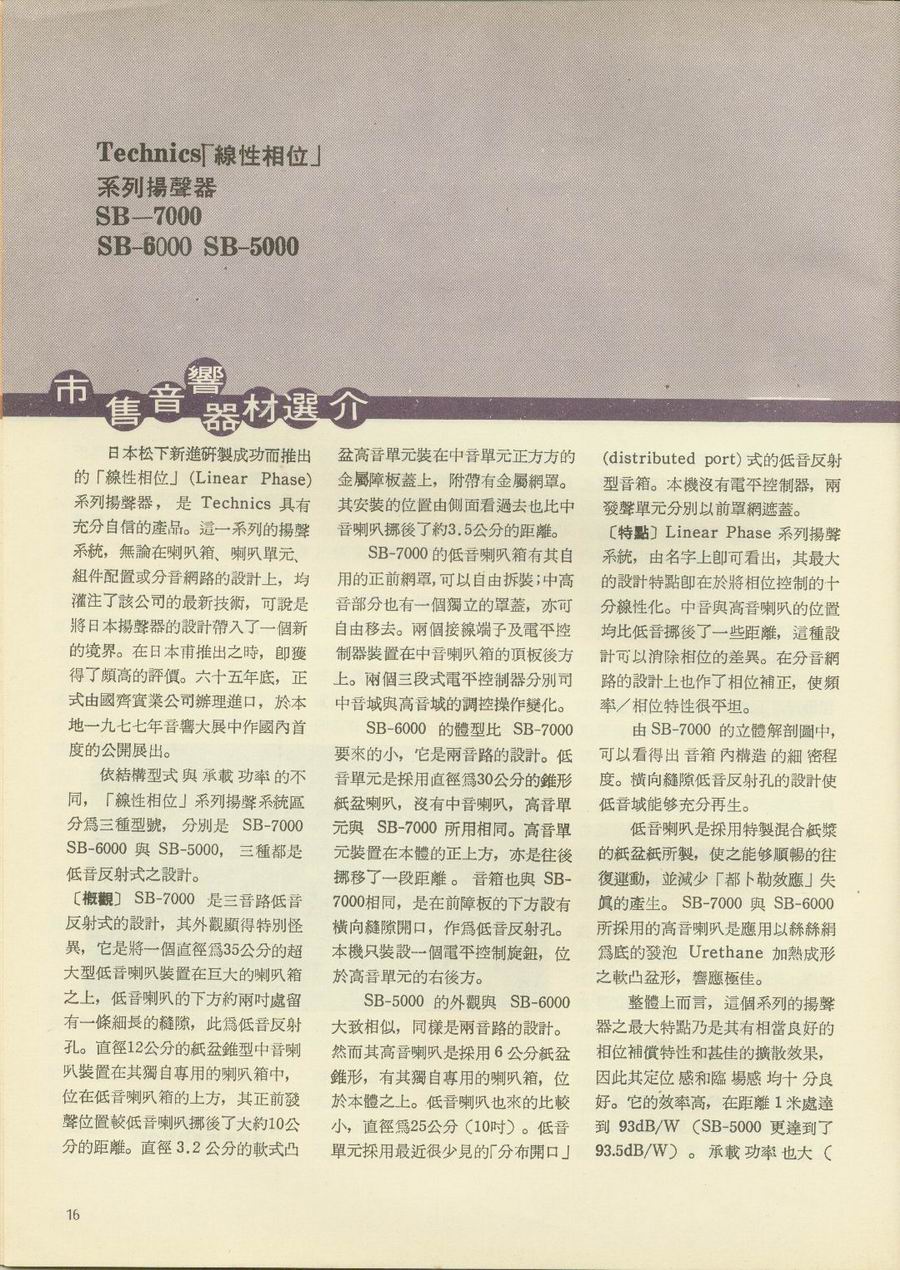 Technics「線性相位」
系列揚聲器
SB—7000
SB-6000 SB-5000
市售音響器材選介
日本松下新進研製成功而推出
的「線性相位」(Linear Phase)
系列揚聲器，是 Technics 具有
充分自信的產品。這一系列的揚聲
系統，無論在喇叭箱、喇叭單元、
組件配置或分音網路的設計上，均
灌注了該公司的最新技術，可說是
將日本揚聲器的設計帶入了一個新
的境界。在日本甫推出之時，卽獲
得了頗高的評價。六十五年底，正
式由國齊實業公司辦理進口，於本
地一九七七年音響大展中作國內首
度的公開展出。
依結構型式與承載功率的不
同，「線性相位」系列揚聲系統區
分爲三種型號，分別是 SB-7000
SB-6000 與 SB-5000，三種都是
低音反射式之設計。
〔概觀〕SB-7000 是三音路低音
反射式的設計，其外觀顯得特別怪
異，它是將一個直徑爲35公分的超
大型低音喇叭裝置在巨大的喇叭箱
之上，低音喇叭的下方約兩吋處留
有一條細長的縫隙，此爲低音反射
孔。直徑12公分的紙盆錐型中音喇
叭裝置在其獨自專用的喇叭箱中，
位在低音喇叭箱的上方，其正前發
聲位置較低音喇叭挪後了大約10公
分的距離。直徑 3.2 公分的軟式凸
盆高音單元裝在中音單元正方方的
金屬障板蓋上，附帶有金屬網罩。
其安裝的位置由側面看過去也比中
音喇叭挪後了約3.5公分的距離。
SB-7000 的低音喇叭箱有其自
用的正前網罩，可以自由拆裝；中高
音部分也有一個獨立的罩蓋，亦可
自由移去。兩個接線端子及電平控
制器裝置在中音喇叭箱的頂板後方
上。兩個三段式電平控制器分別司
中音域與高音域的調控操作變化。
SB-6000 的體型比 SB-7000
要來的小，它是兩音路的設計。低
音單元是採用直徑爲30公分的錐形
紙盆喇叭，沒有中音喇叭，高音單
元與 SB-7000 所用相同。高音單
元裝置在本體的正上方，亦是往後
挪移了一段距離。音箱也與 SB-
7000相同，是在前障板的下方設有
橫向縫隙開口，作爲低音反射孔。
本機只裝設一個電平控制旋鈕，位
於高音單元的右後方。
SB-5000 的外觀與 SB-6000
大致相似，同樣是兩音路的設計。
然而其高音喇叭是採用 6 公分紙盆
錐形，有其獨自專用的喇叭箱，位
於本體之上。低音喇叭也來的比較
小，直徑爲25公分（10吋）。低音
單元採用最近很少見的「分布開口」
(distributed port) 式的低音反射
型音箱。本機沒有電平控制器，兩
發聲單元分別以前罩網遮蓋。
〔特點〕Linear Phase 系列揚聲
系統，由名字上卽可看出，其最大
的設計特點卽在於將相位控制的十
分線性化。中音與高音喇叭的位置
均比低音挪後了一些距離，這種設
計可以消除相位的差異。在分音網
路的設計上也作了相位補正，使頻
率／相位特性很平坦。
由 SB-7000 的立體解剖圖中，
可以看得出音箱內構造的細密程
度。橫向縫隙低音反射孔的設計使
低音域能够充分再生。
低音喇叭是採用特製混合紙漿
的紙盆紙所製，使之能够順暢的往
復運動，並減少「都卜勒效應」失
眞的產生。SB-7000 與 SB-6000
所採用的高音喇叭是應用以絲絲網
爲底的發泡 Urethane 加熱成形
之軟凸盆形，響應極佳。
整體上而言，這個系列的揚聲
器之最大特點乃是其有相當良好的
相位補償特性和甚佳的擴散效果，
因此其定位感和臨場感均十分良
好。它的效率高，在距離 1 米處達
到 93dB/W （SB-5000 更達到了
93.5dB/W）。承載功率也大（
16